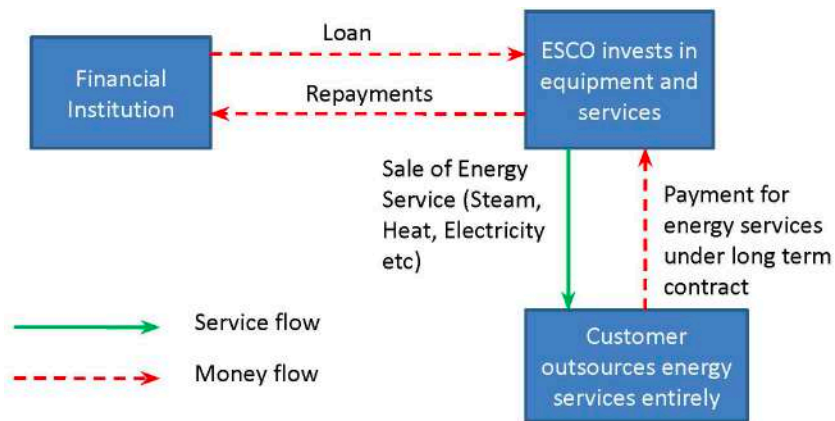 Loan
Financial
Institution
Repayments
ESCO invests in
equipment and
services
Sale of Energy
Service (Steam,
Heat, Electricity
etc)
Payment for
energy services
under long term
contract
Service flow
Money flow
Customer
outsources energy
services entirely